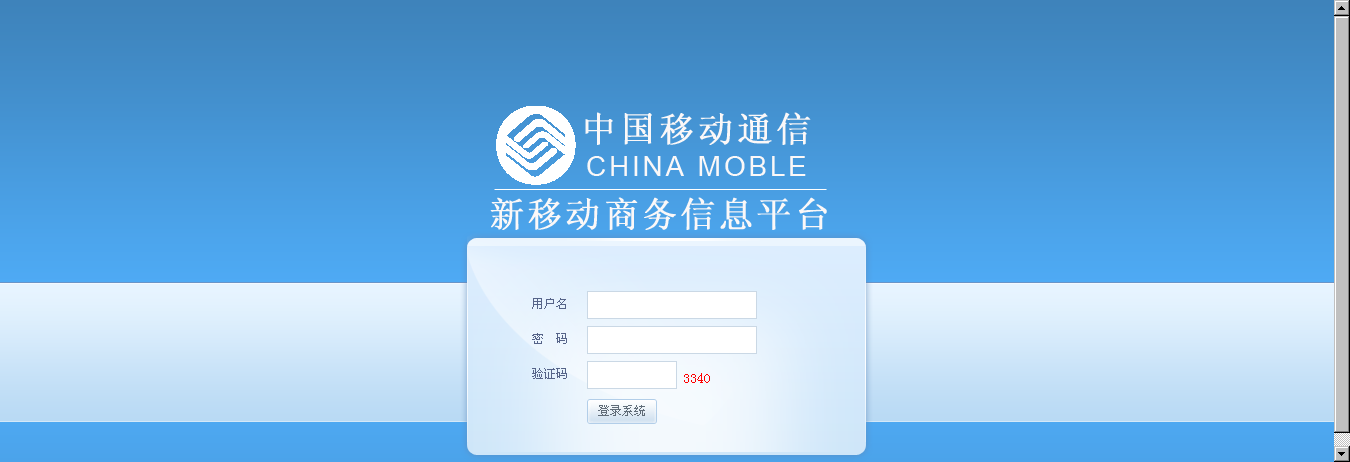 中国移动通信
CHINA MOBLE
新移动商务信息平台
用户名
密 码
验证码 3340
登录系统